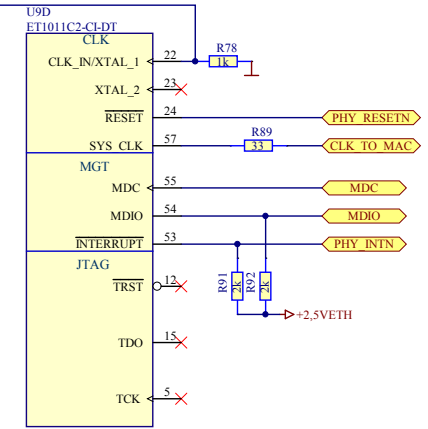 U9D
ET1011C2-CI-DT
CLK
CLK_IN/XTAL_1 22 R78 1k
XTAL_2 23
RESET 24 PHY_RESETN
SYS_CLK 57 R89 33 CLK_TO_MAC
MGT
MDC 55 MDC
MDIO 54 MDIO
INTERRUPT 53 PHY_INTN
JTAG
R91 2k R92 2k
TRST 12
+2,5VETH
TDO 15
TCK 5